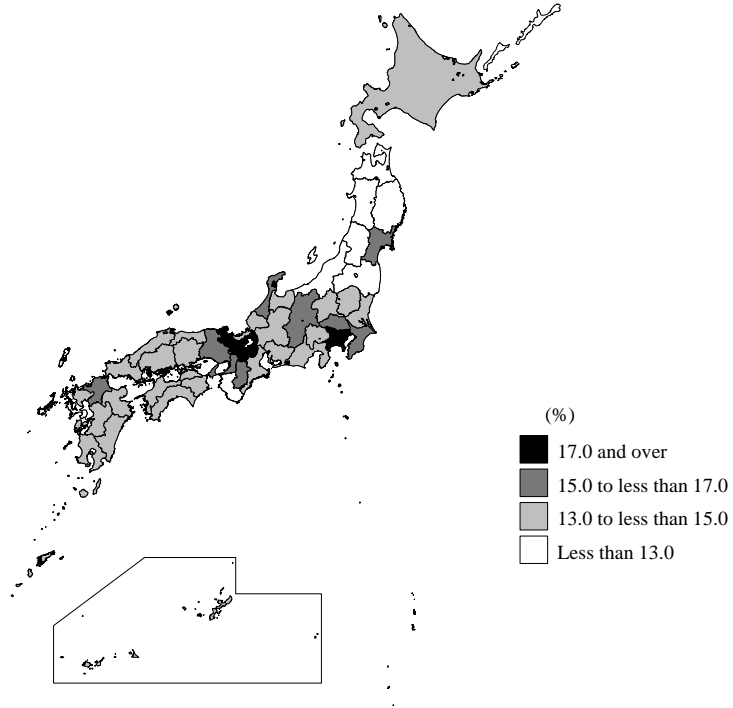 (%)
17.0 and over
15.0 to less than 17.0
13.0 to less than 15.0
Less than 13.0